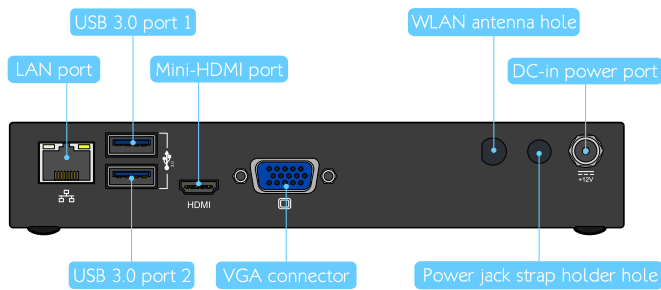 USB 3.0 port 1
WLAN antenna hole
LAN port
Mini-HDMI port
DC-in power port
HDMI
+12V
USB 3.0 port 2
VGA connector
Power jack strap holder hole